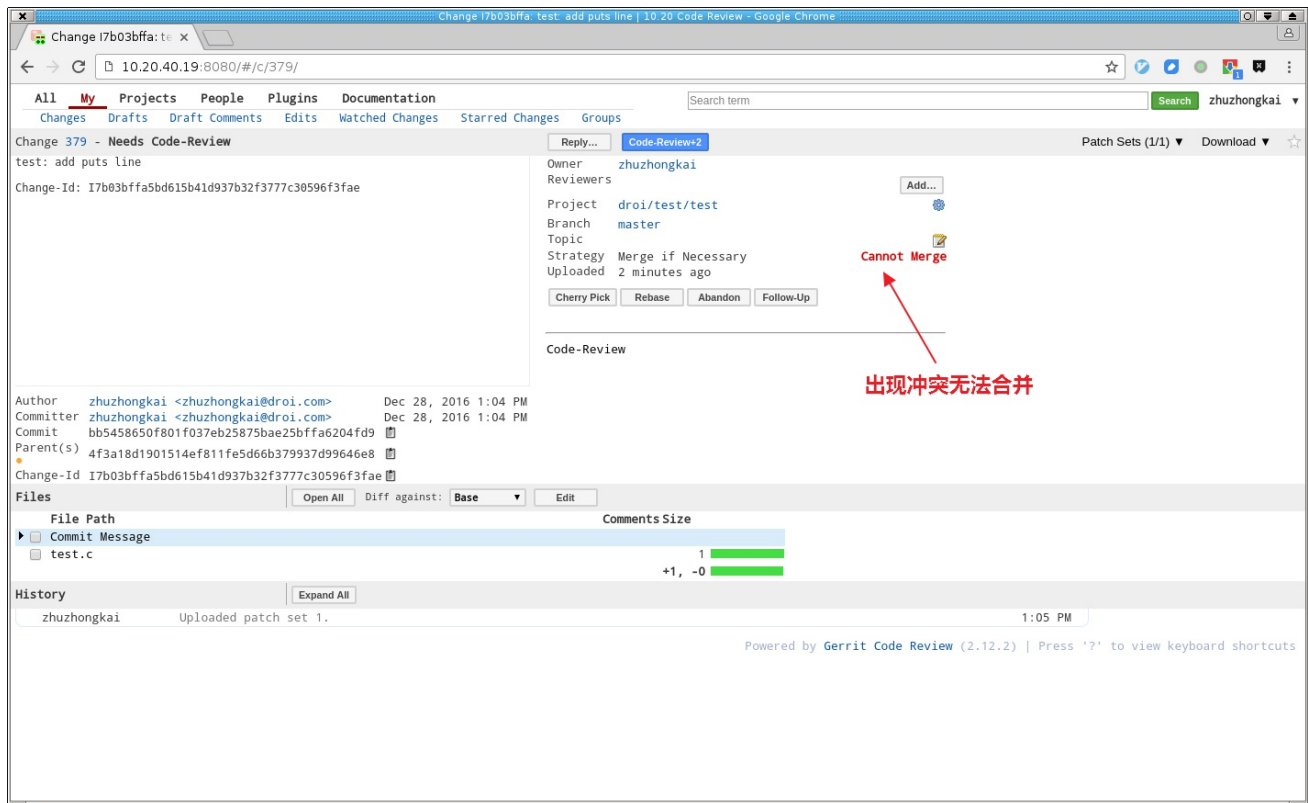 Change I7b03bffa: test: add puts line | 10.20 Code Review - Google Chrome
Change I7b03bffa: te
10.20.40.19:8080/#/c/379/
All My Projects People Plugins Documentation Search term Search zhuzhongkai
Changes Drafts Draft Comments Edits Watched Changes Starred Changes Groups
Change 379 - Needs Code-Review Reply... Code-Review+2 Patch Sets (1/1) ▼ Download ▼
test: add puts line
Change-Id: I7b03bffa5bd615b41d937b32f3777c30596f3fae
Owner zhuzhongkai
Reviewers Add...
Project droi/test/test
Branch master
Topic
Strategy Merge if Necessary Cannot Merge
Uploaded 2 minutes ago
Cherry Pick Rebase Abandon Follow-Up
Code-Review
出现冲突无法合并
Author zhuzhongkai <zhuzhongkai@droi.com> Dec 28, 2016 1:04 PM
Committer zhuzhongkai <zhuzhongkai@droi.com> Dec 28, 2016 1:04 PM
Commit bb5458650f801f037eb25875bae25bffa6204fd9
Parent(s) 4f3a18d1901514ef811fe5d66b379937d99646e8
Change-Id I7b03bffa5bd615b41d937b32f3777c30596f3fae
Files Open All Diff against: Base Edit
File Path Comments Size
Commit Message
test.c 1
+1, -0
History Expand All
zhuzhongkai Uploaded patch set 1. 1:05 PM
Powered by Gerrit Code Review (2.12.2) | Press '?' to view keyboard shortcuts